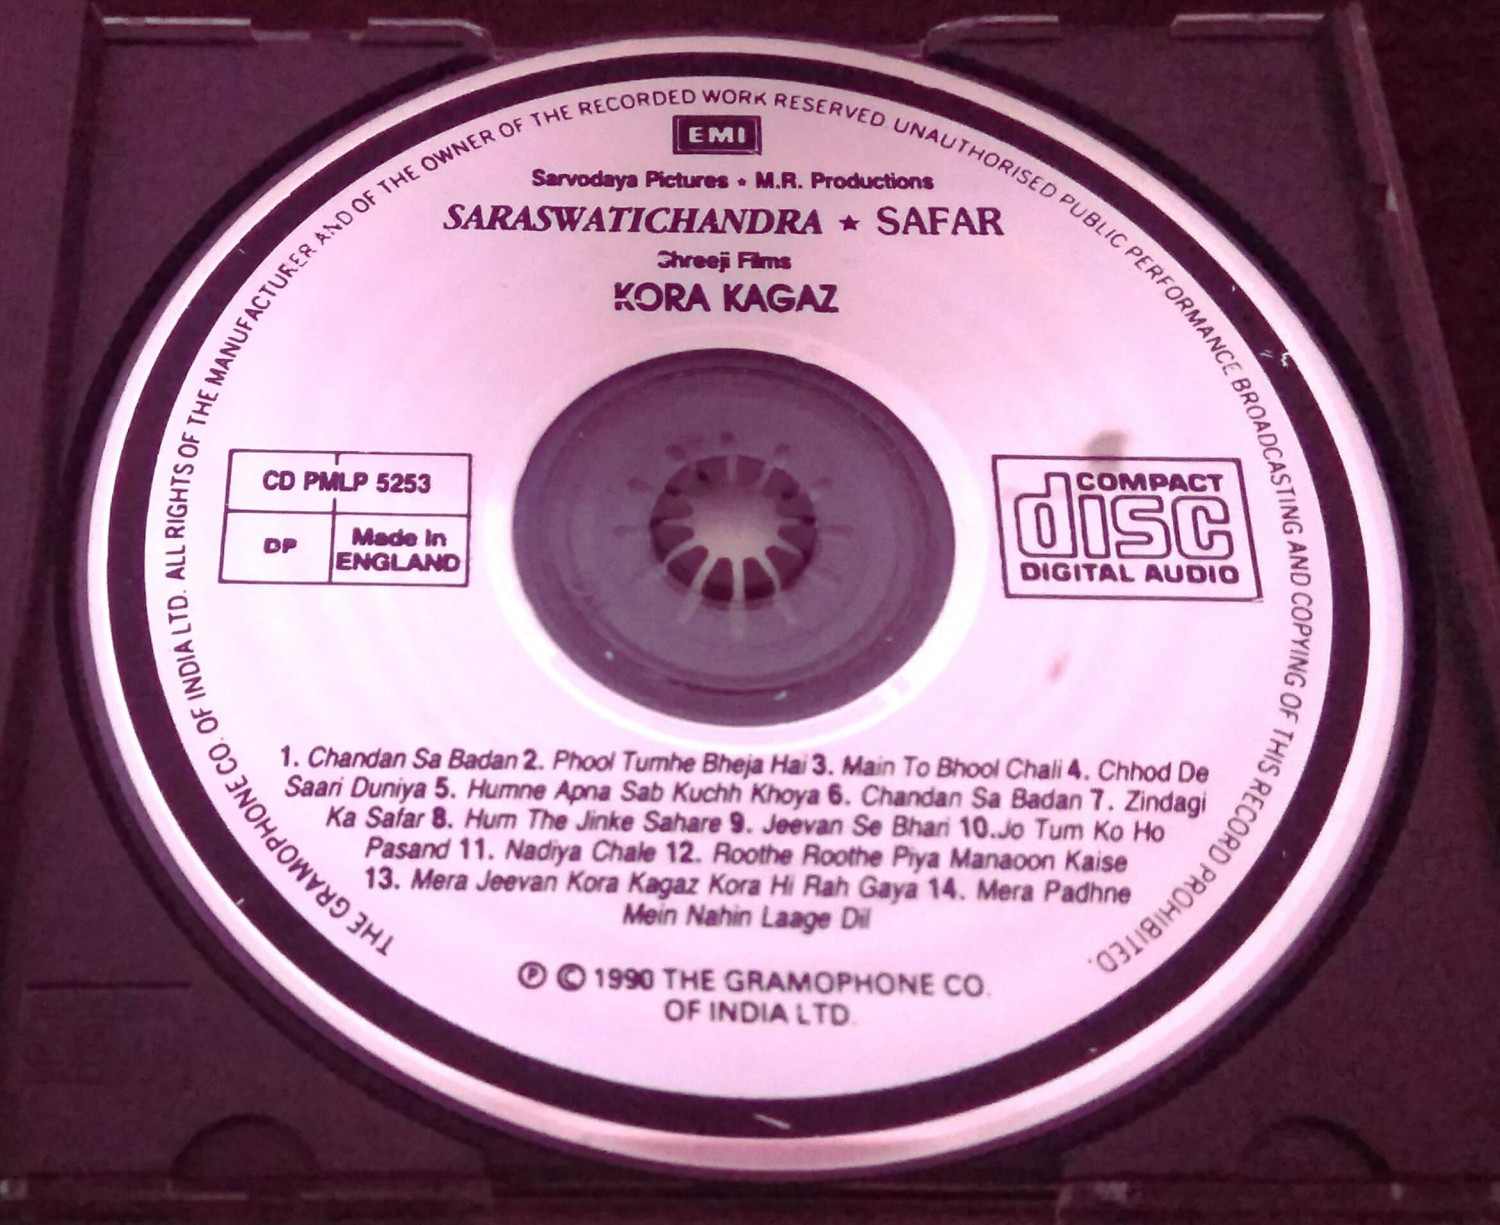 THE GRAMOPHONE CO. OF INDIA LTD. ALL RIGHTS OF THE MANUFACTURER AND OF THE OWNER OF THE RECORDED WORK RESERVED. UNAUTHORISED PUBLIC PERFORMANCE BROADCASTING AND COPYING OF THIS RECORD PROHIBITED.
EMI
Sarvodaya Pictures ★ M.R. Productions
SARASWATICHANDRA ★ SAFAR
Shreeji Films
KORA KAGAZ
CD PMLP 5253
DP
Made in
ENGLAND
COMPACT
disc
DIGITAL AUDIO
1. Chandan Sa Badan 2. Phool Tumhe Bheja Hai 3. Main To Bhool Chali 4. Chhod De
Saari Duniya 5. Humne Apna Sab Kuchh Khoya 6. Chandan Sa Badan 7. Zindagi
Ka Safar 8. Hum The Jinke Sahare 9. Jeevan Se Bhari 10.Jo Tum Ko Ho
Pasand 11. Nadiya Chale 12. Roothe Roothe Piya Manaoon Kaise
13. Mera Jeevan Kora Kagaz Kora Hi Rah Gaya 14. Mera Padhne
Mein Nahin Laage Dil
℗ © 1990 THE GRAMOPHONE CO.
OF INDIA LTD.